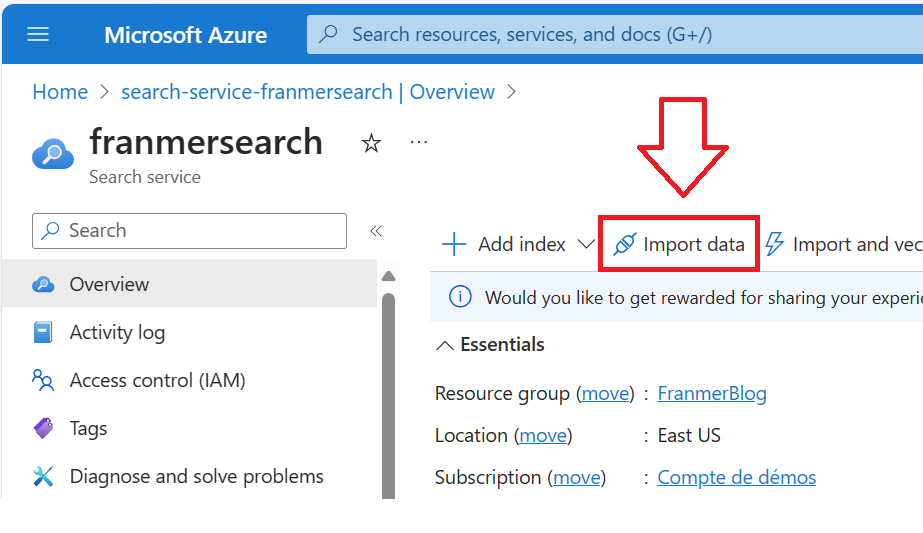 Microsoft Azure
Search resources, services, and docs (G+/)
Home > search-service-franmersearch | Overview >
franmersearch
Search service
Search
Add index
Import data
Import and vec
Overview
Would you like to get rewarded for sharing your experie
Activity log
Essentials
Access control (IAM)
Resource group (move) : FranmerBlog
Tags
Location (move) : East US
Diagnose and solve problems
Subscription (move) : Compte de démos